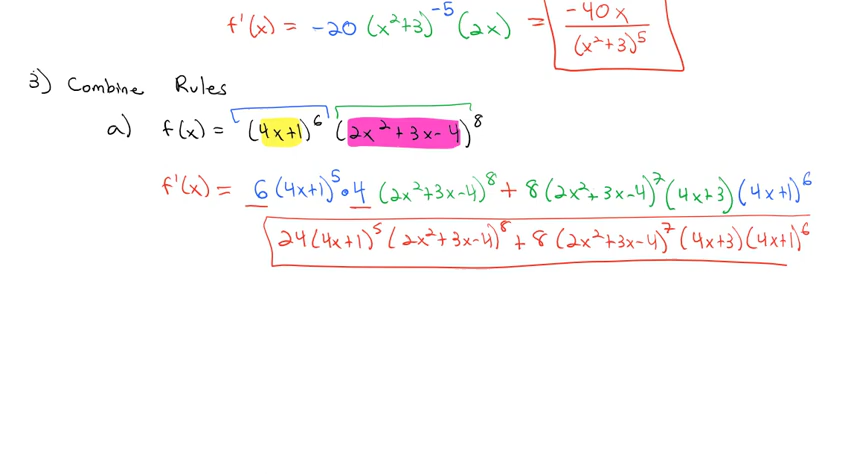 f'(x) = -20 (x²+3)⁻⁵ (2x) = -40x / (x²+3)⁵
3) Combine Rules
a) f(x) = (4x+1)⁶ (2x²+3x-4)⁸
f'(x) = 6(4x+1)⁵ • 4 (2x²+3x-4)⁸ + 8(2x²+3x-4)⁷(4x+3)(4x+1)⁶
24(4x+1)⁵(2x²+3x-4)⁸ + 8(2x²+3x-4)⁷(4x+3)(4x+1)⁶